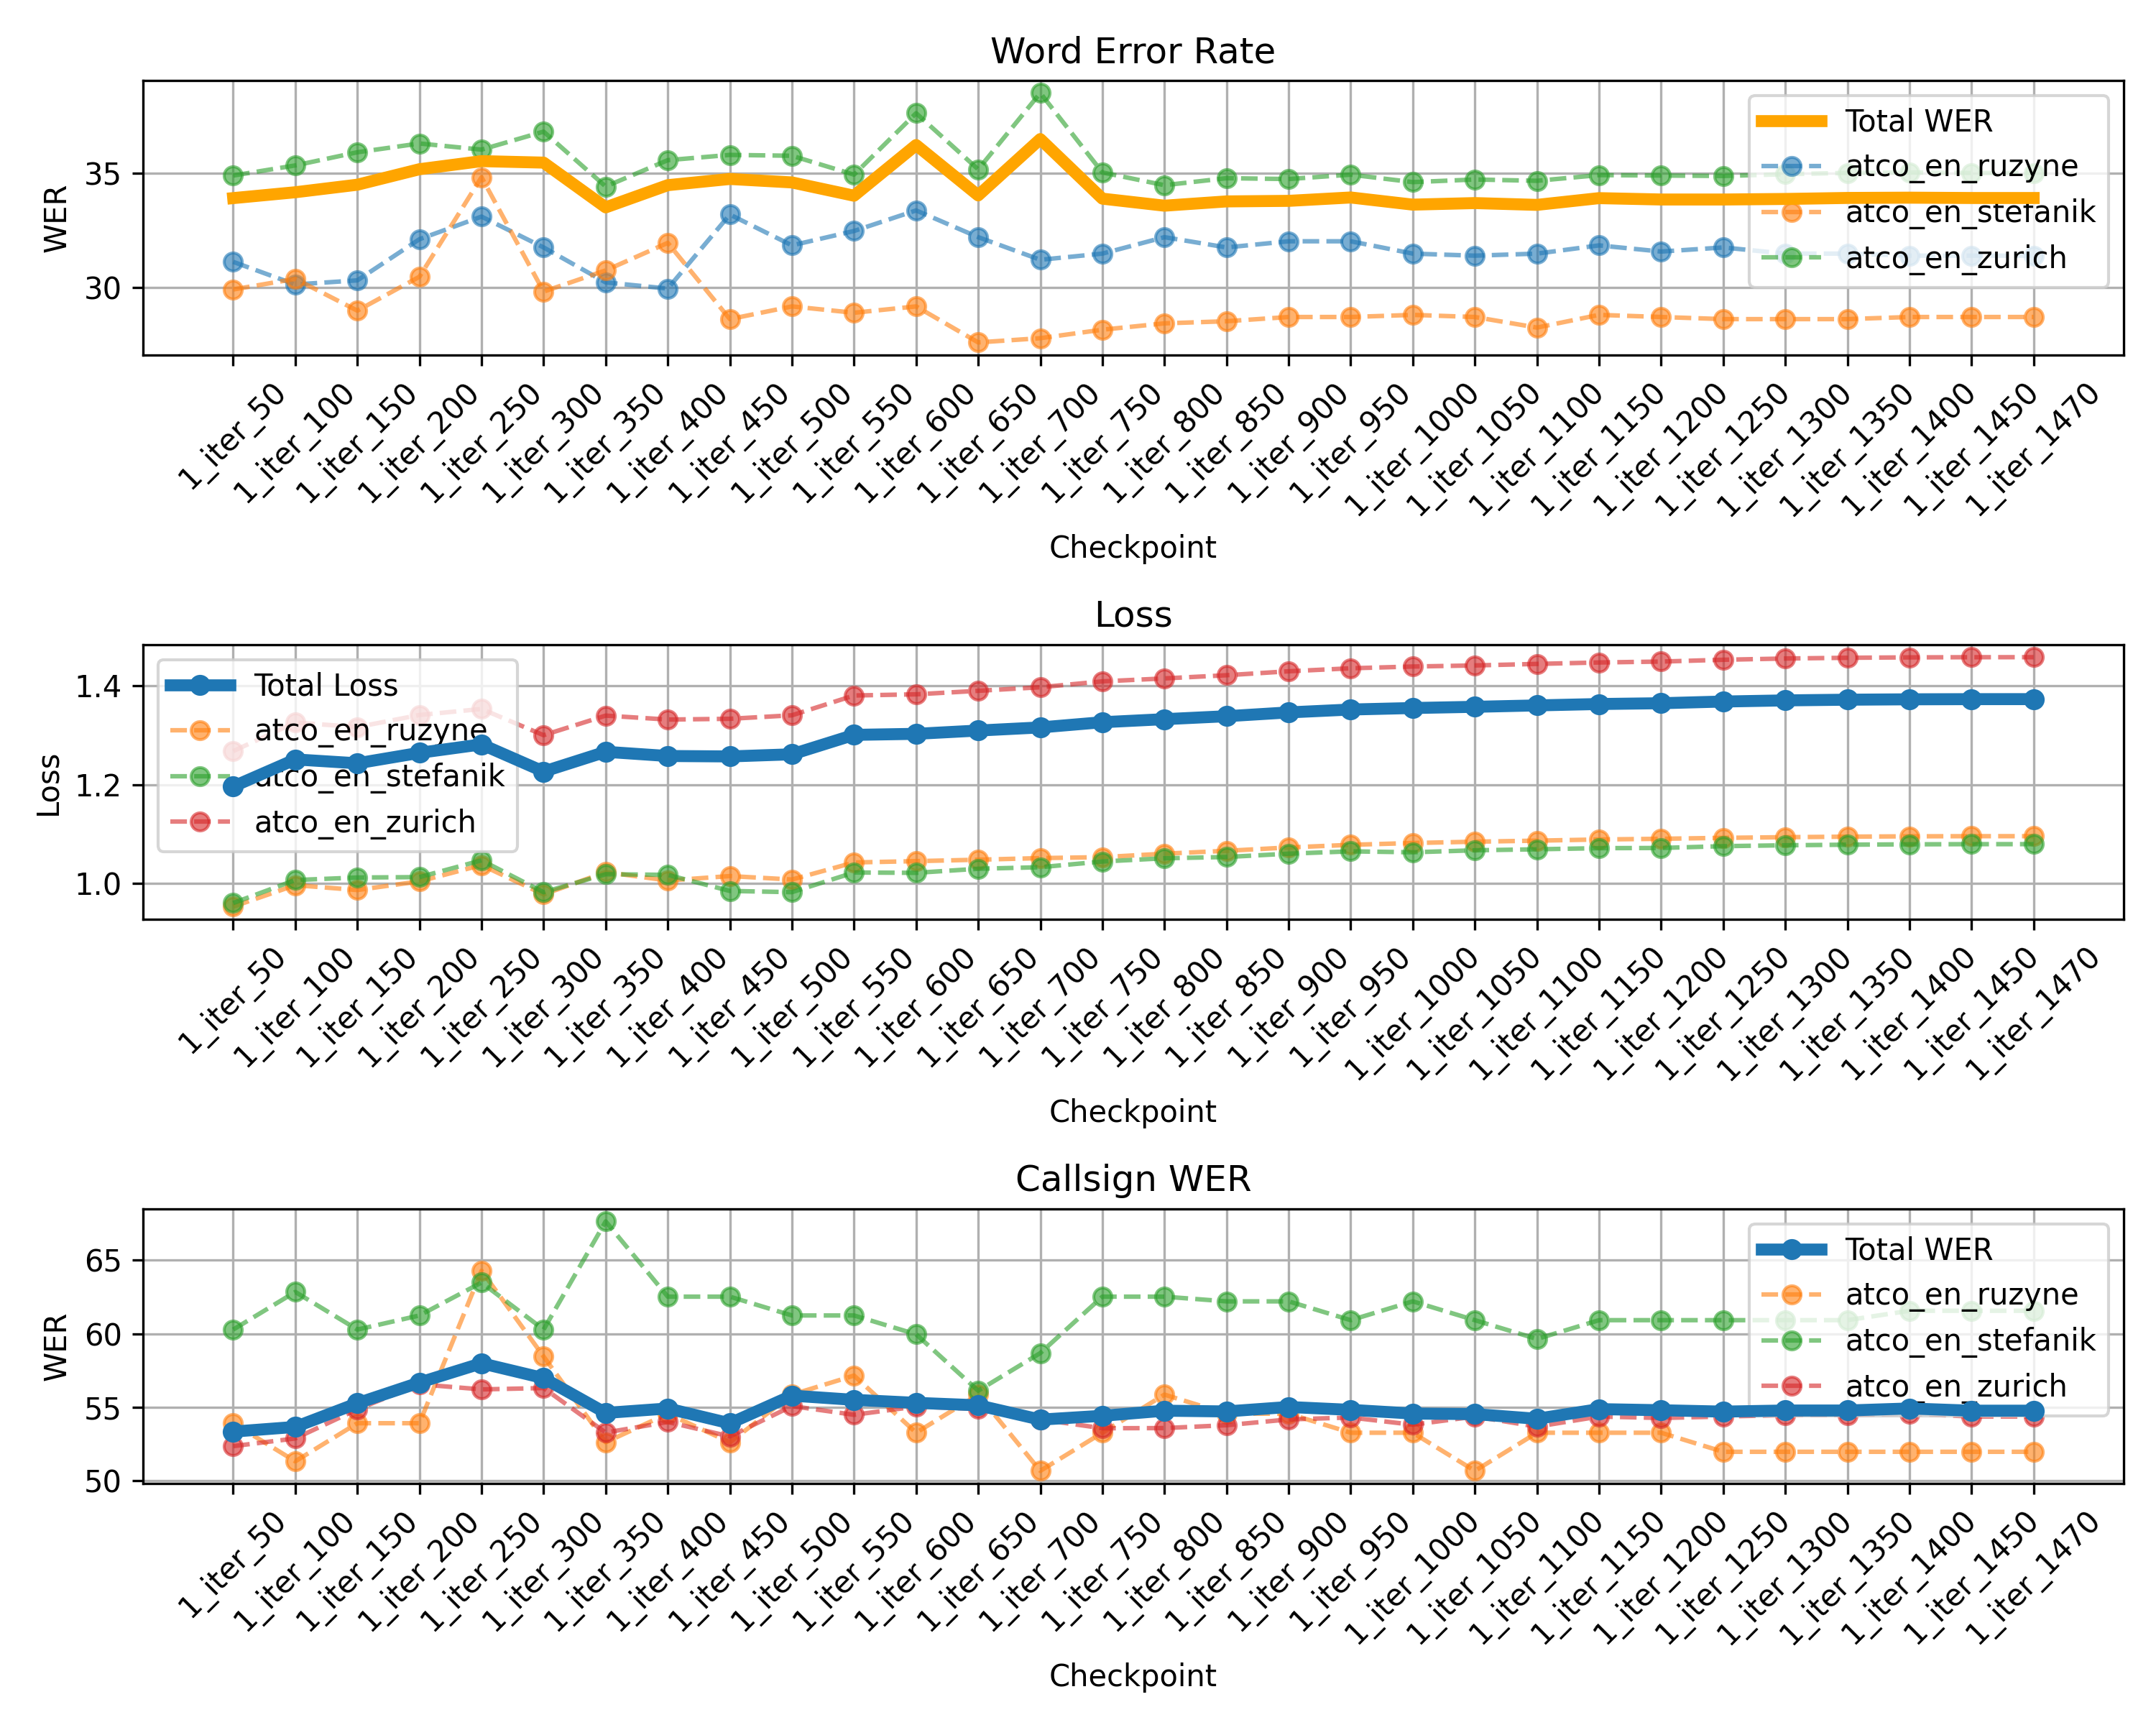 Word Error Rate
WER
35
30
Total WER
atco_en_ruzyne
atco_en_stefanik
atco_en_zurich
1_iter_50
1_iter_100
1_iter_150
1_iter_200
1_iter_250
1_iter_300
1_iter_350
1_iter_400
1_iter_450
1_iter_500
1_iter_550
1_iter_600
1_iter_650
1_iter_700
1_iter_750
1_iter_800
1_iter_850
1_iter_900
1_iter_950
1_iter_1000
1_iter_1050
1_iter_1100
1_iter_1150
1_iter_1200
1_iter_1250
1_iter_1300
1_iter_1350
1_iter_1400
1_iter_1450
1_iter_1470
Checkpoint
Loss
Loss
1.4
1.2
1.0
Total Loss
atco_en_ruzyne
atco_en_stefanik
atco_en_zurich
1_iter_50
1_iter_100
1_iter_150
1_iter_200
1_iter_250
1_iter_300
1_iter_350
1_iter_400
1_iter_450
1_iter_500
1_iter_550
1_iter_600
1_iter_650
1_iter_700
1_iter_750
1_iter_800
1_iter_850
1_iter_900
1_iter_950
1_iter_1000
1_iter_1050
1_iter_1100
1_iter_1150
1_iter_1200
1_iter_1250
1_iter_1300
1_iter_1350
1_iter_1400
1_iter_1450
1_iter_1470
Checkpoint
Callsign WER
WER
65
60
55
50
Total WER
atco_en_ruzyne
atco_en_stefanik
atco_en_zurich
1_iter_50
1_iter_100
1_iter_150
1_iter_200
1_iter_250
1_iter_300
1_iter_350
1_iter_400
1_iter_450
1_iter_500
1_iter_550
1_iter_600
1_iter_650
1_iter_700
1_iter_750
1_iter_800
1_iter_850
1_iter_900
1_iter_950
1_iter_1000
1_iter_1050
1_iter_1100
1_iter_1150
1_iter_1200
1_iter_1250
1_iter_1300
1_iter_1350
1_iter_1400
1_iter_1450
1_iter_1470
Checkpoint